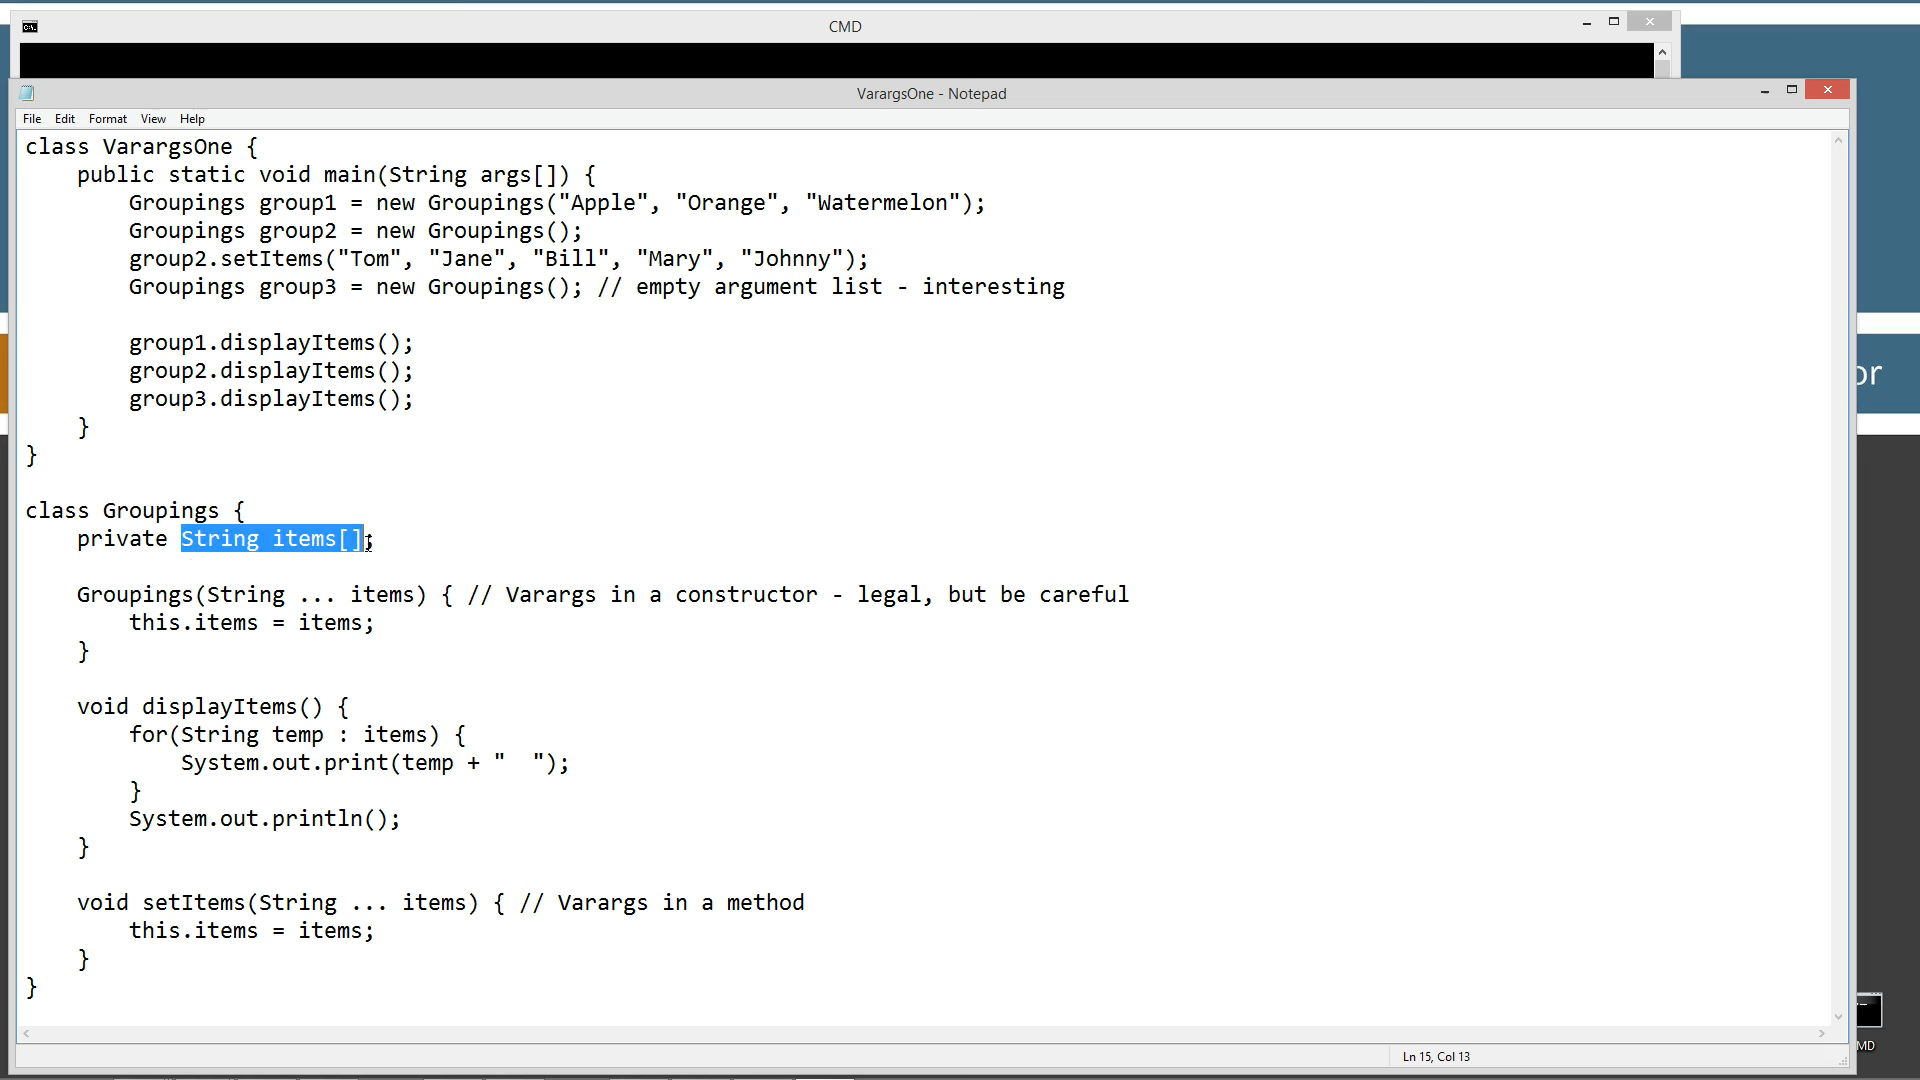 CMD
VarargsOne - Notepad
File Edit Format View Help
class VarargsOne {
    public static void main(String args[]) {
        Groupings group1 = new Groupings("Apple", "Orange", "Watermelon");
        Groupings group2 = new Groupings();
        group2.setItems("Tom", "Jane", "Bill", "Mary", "Johnny");
        Groupings group3 = new Groupings(); // empty argument list - interesting

        group1.displayItems();
        group2.displayItems();
        group3.displayItems();
    }
}

class Groupings {
    private String items[];

    Groupings(String ... items) { // Varargs in a constructor - legal, but be careful
        this.items = items;
    }

    void displayItems() {
        for(String temp : items) {
            System.out.print(temp + "  ");
        }
        System.out.println();
    }

    void setItems(String ... items) { // Varargs in a method
        this.items = items;
    }
}
or
MD
Ln 15, Col 13